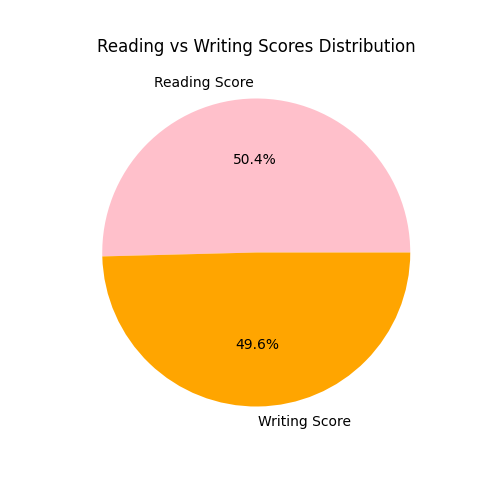 Reading vs Writing Scores Distribution
Reading Score
50.4%
49.6%
Writing Score